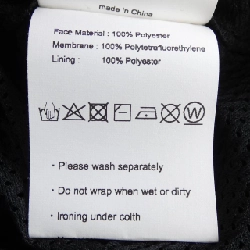 made in China
Face Material : 100% Polyester
Membrane : 100% Polytetrafluorethylene
Lining : 100% Polyester
W
· Please wash separately
· Do not wrap when wet or dirty
· Ironing under colth